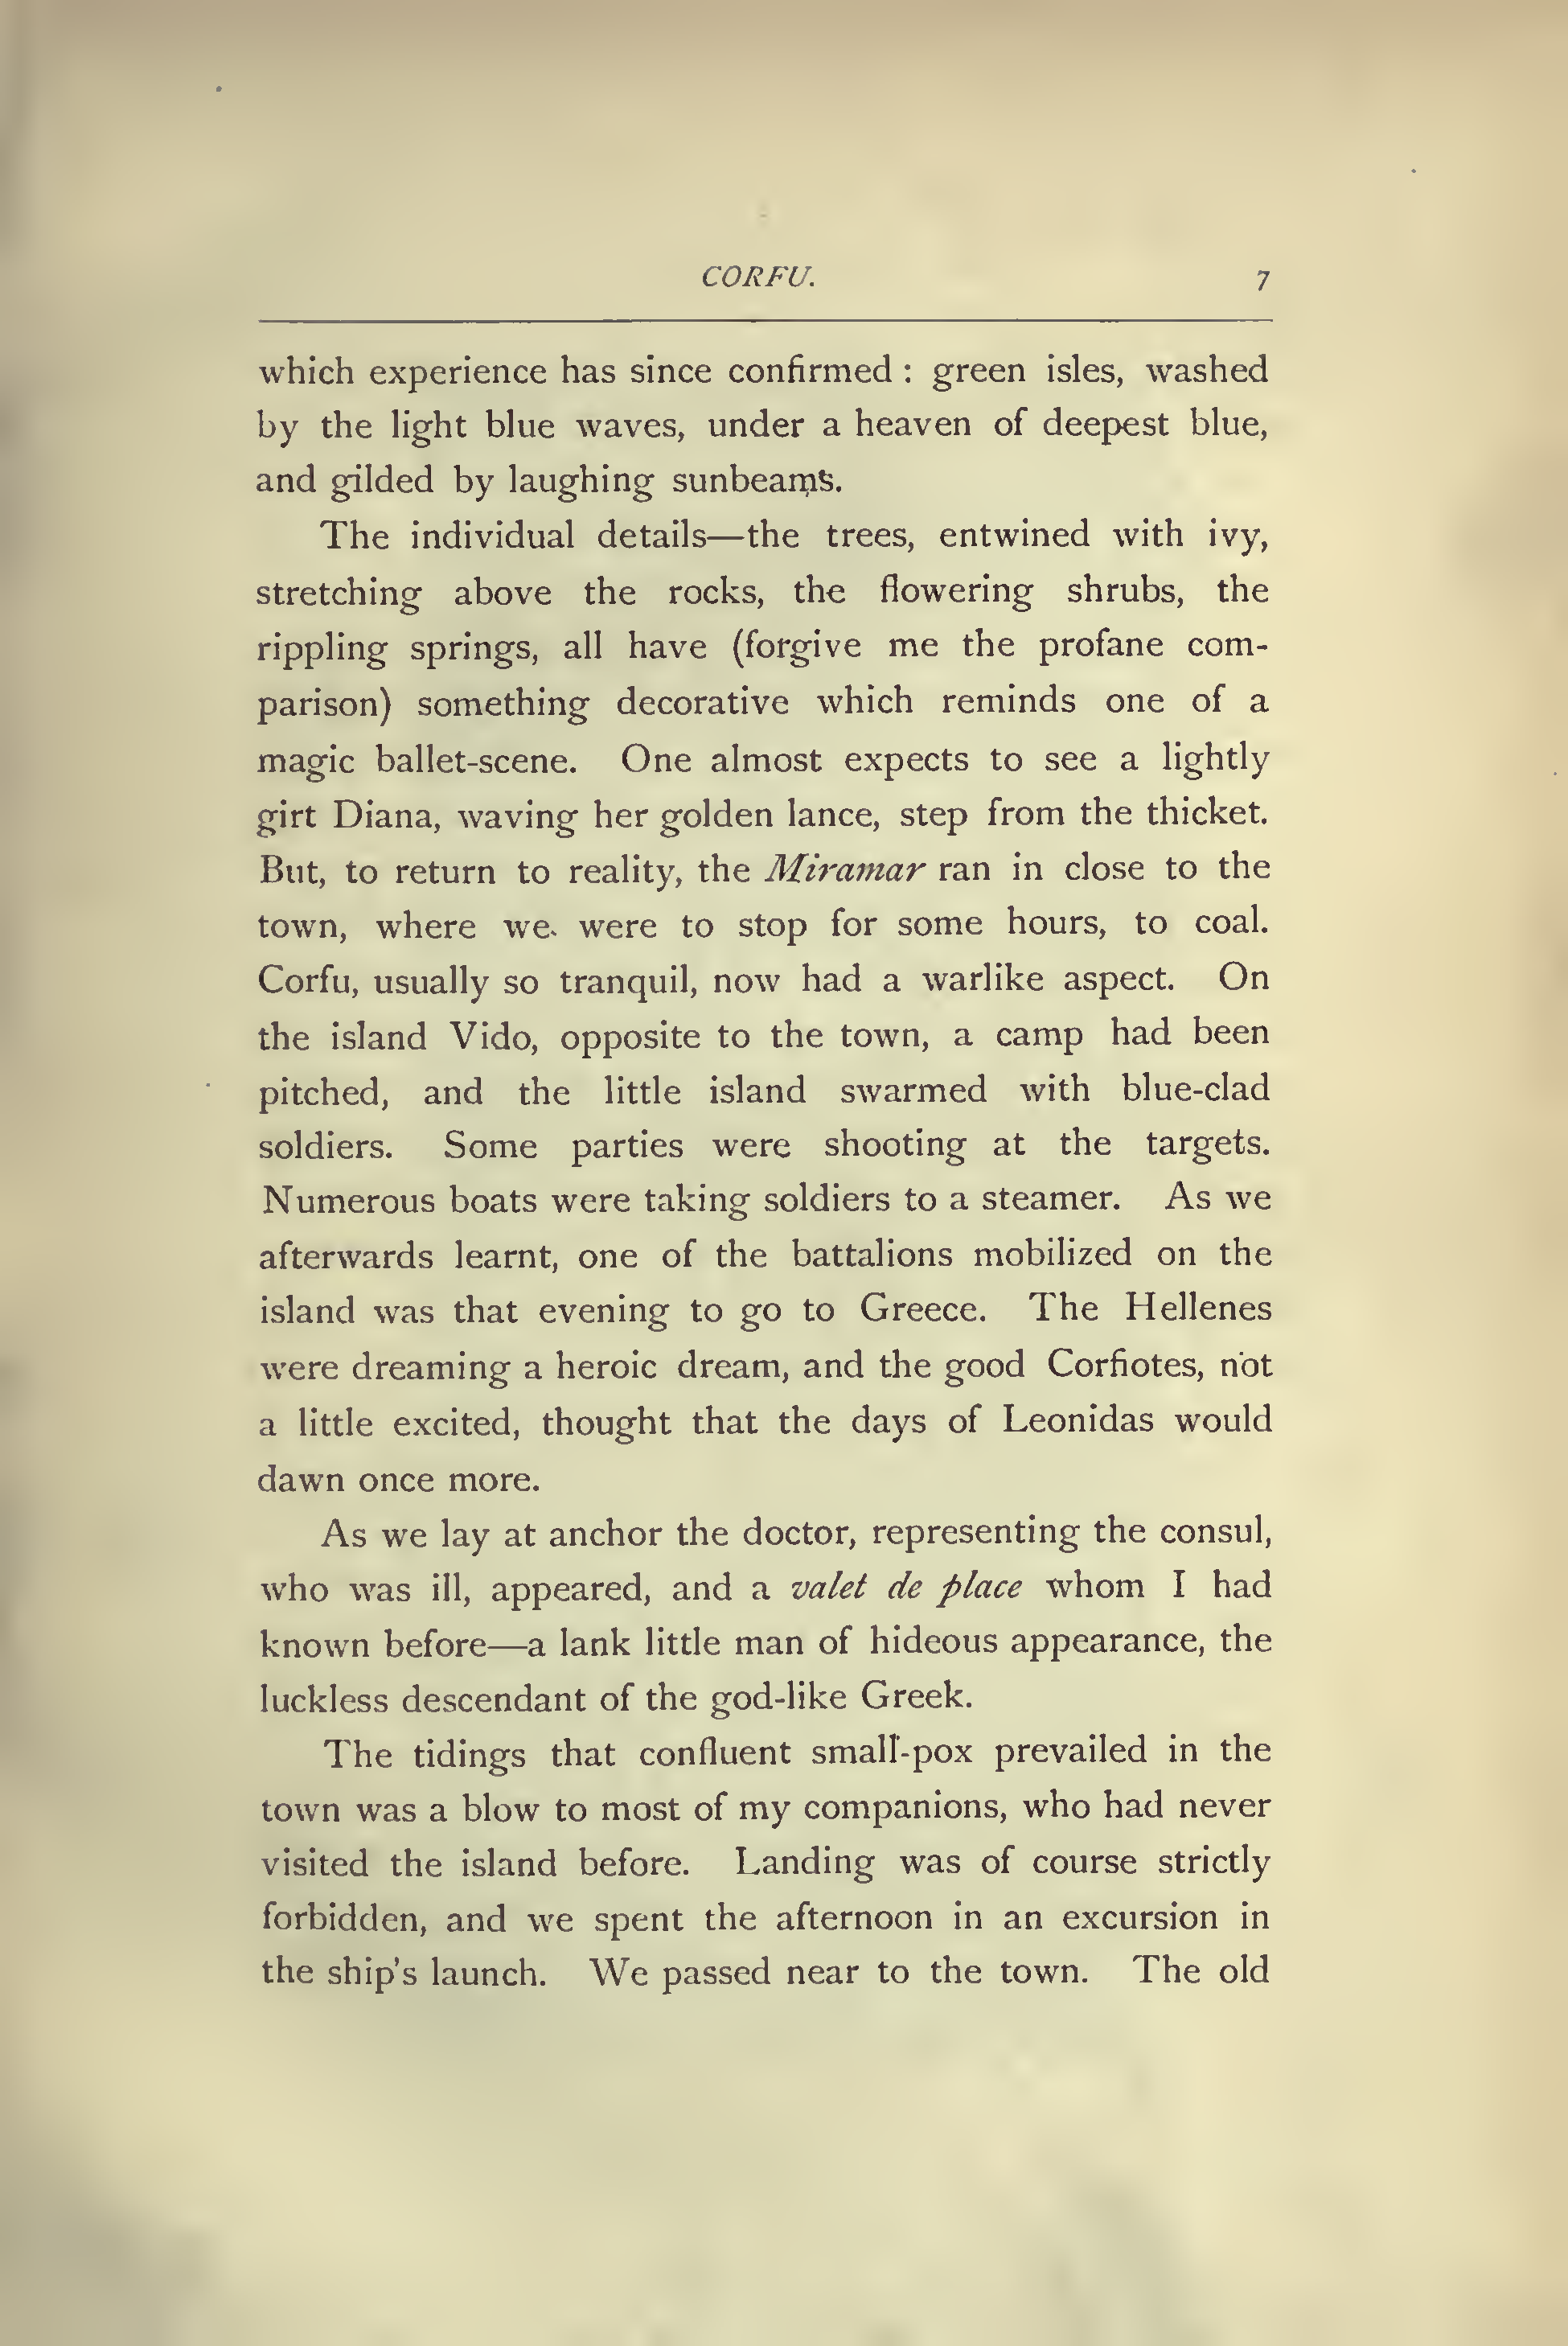 CORFU. 7
which experience has since confirmed : green isles, washed
by the light blue waves, under a heaven of deepest blue,
and gilded by laughing sunbeams.
The individual details—the trees, entwined with ivy,
stretching above the rocks, the flowering shrubs, the
rippling springs, all have (forgive me the profane com-
parison) something decorative which reminds one of a
magic ballet-scene. One almost expects to see a lightly
girt Diana, waving her golden lance, step from the thicket.
But, to return to reality, the Miramar ran in close to the
town, where we were to stop for some hours, to coal.
Corfu, usually so tranquil, now had a warlike aspect. On
the island Vido, opposite to the town, a camp had been
pitched, and the little island swarmed with blue-clad
soldiers. Some parties were shooting at the targets.
Numerous boats were taking soldiers to a steamer. As we
afterwards learnt, one of the battalions mobilized on the
island was that evening to go to Greece. The Hellenes
were dreaming a heroic dream, and the good Corfiotes, not
a little excited, thought that the days of Leonidas would
dawn once more.
As we lay at anchor the doctor, representing the consul,
who was ill, appeared, and a valet de place whom I had
known before—a lank little man of hideous appearance, the
luckless descendant of the god-like Greek.
The tidings that confluent small-pox prevailed in the
town was a blow to most of my companions, who had never
visited the island before. Landing was of course strictly
forbidden, and we spent the afternoon in an excursion in
the ship's launch. We passed near to the town. The old